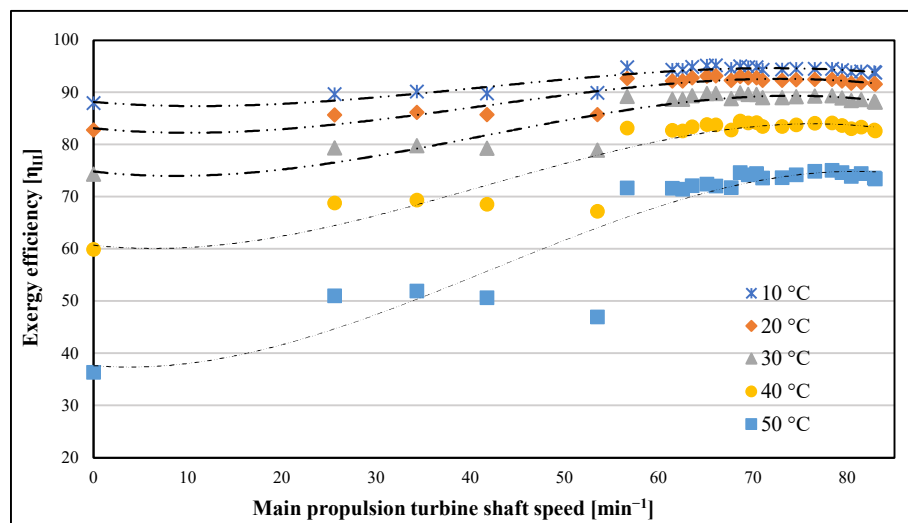 Exergy efficiency [ηII]
100
90
80
70
60
50
40
30
20
0
10
20
30
40
50
60
70
80
Main propulsion turbine shaft speed [min−1]
10 °C
20 °C
30 °C
40 °C
50 °C